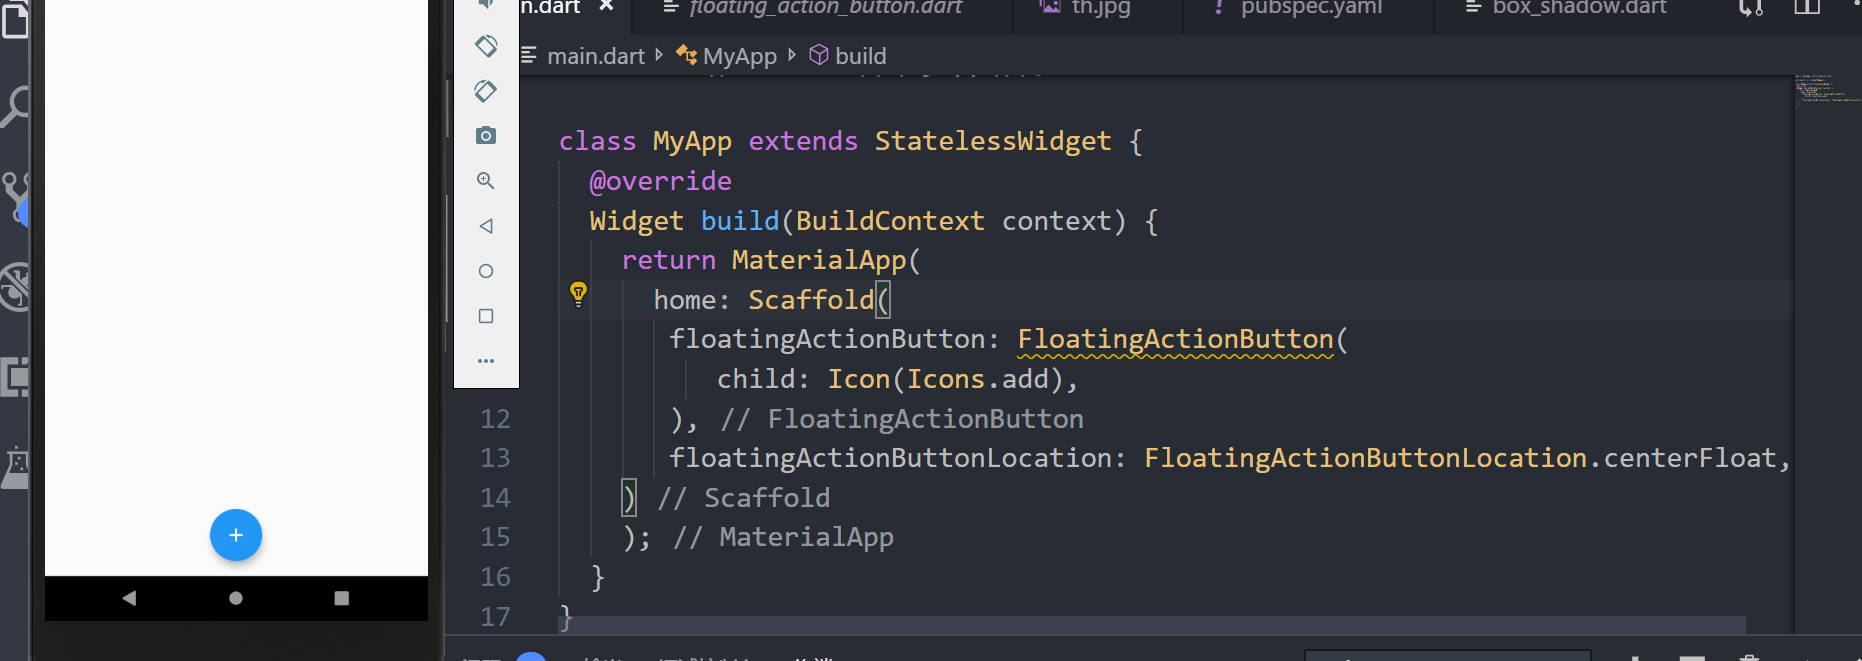 n.dart × floating_action_button.dart th.jpg ! pubspec.yaml box_shadow.dart
main.dart MyApp build
class MyApp extends StatelessWidget {
@override
Widget build(BuildContext context) {
return MaterialApp(
home: Scaffold(
floatingActionButton: FloatingActionButton(
child: Icon(Icons.add),
12 ), // FloatingActionButton
13 floatingActionButtonLocation: FloatingActionButtonLocation.centerFloat,
14 ) // Scaffold
15 ); // MaterialApp
16 }
17 }